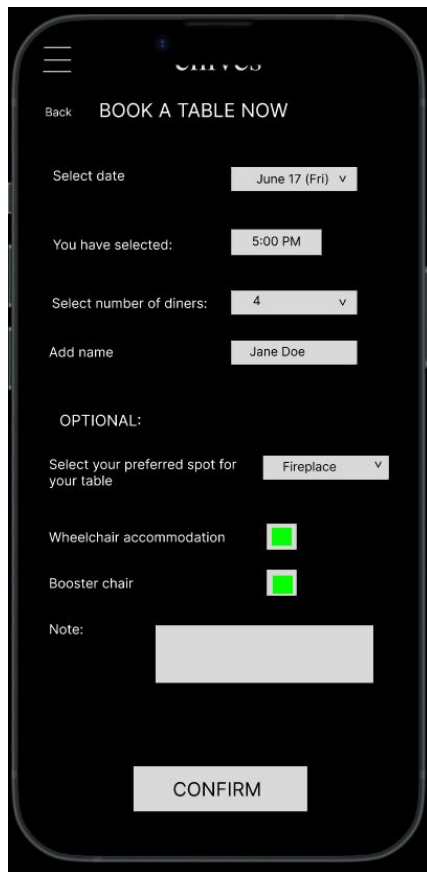 Back BOOK A TABLE NOW
Select date June 17 (Fri) v
You have selected: 5:00 PM
Select number of diners: 4 v
Add name Jane Doe
OPTIONAL:
Select your preferred spot for Fireplace v
your table
Wheelchair accommodation
Booster chair
Note:
CONFIRM